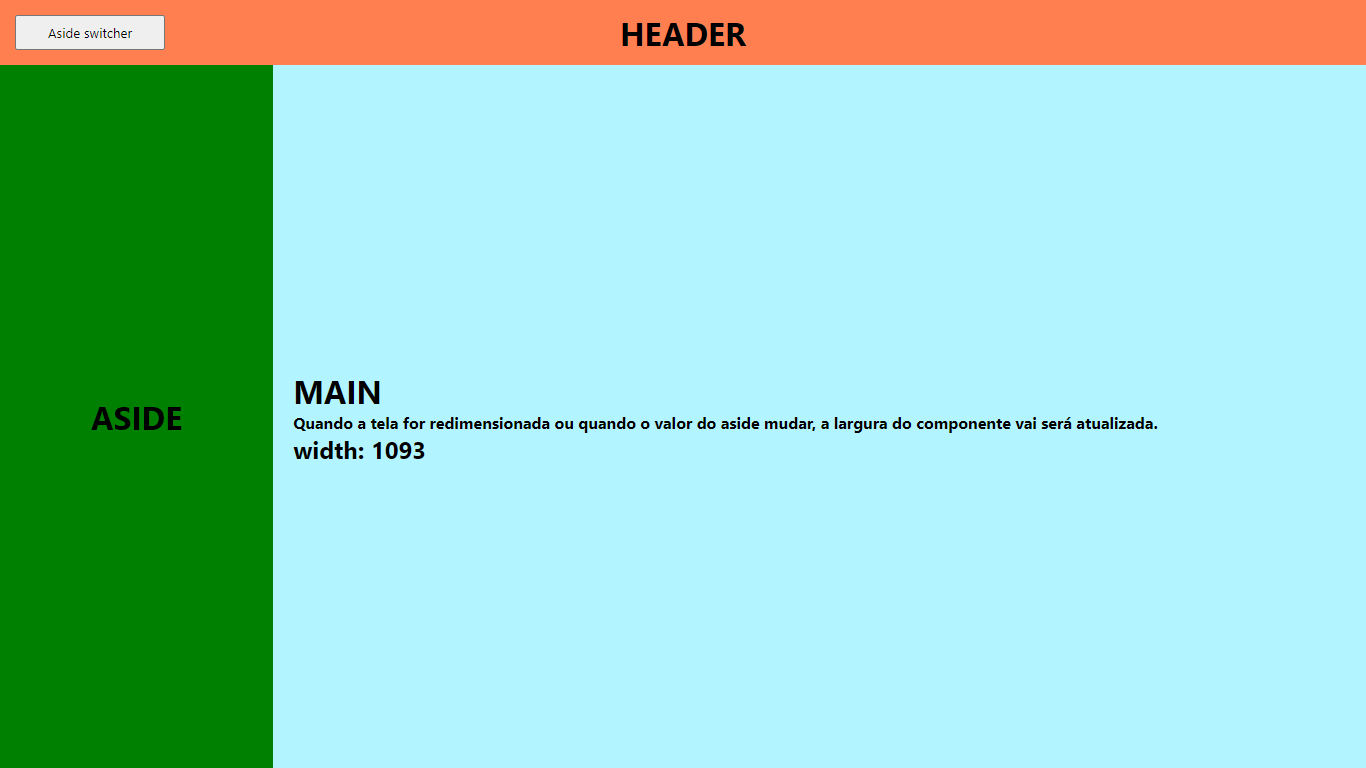 Aside switcher
HEADER
ASIDE
MAIN
Quando a tela for redimensionada ou quando o valor do aside mudar, a largura do componente vai será atualizada.
width: 1093